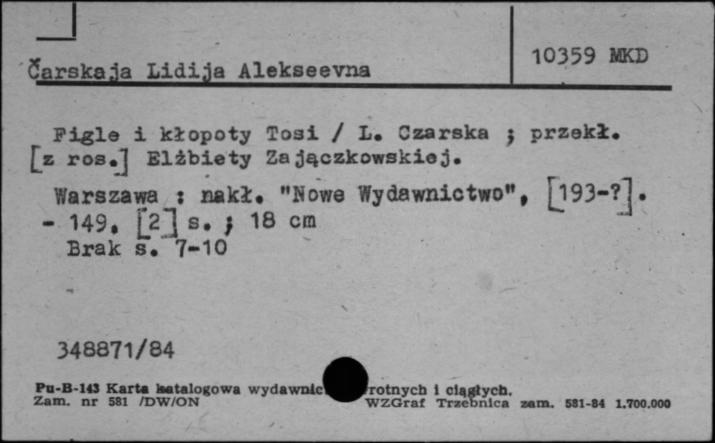 Čarskaja Lidija Alekseevna
10359 MKD
Figle i kłopoty Tosi / L. Czarska ; przekł.
[z ros.] Elżbiety Zajączkowskiej.
Warszawa : nakł. "Nowe Wydawnictwo", [193-?].
- 149, [2] s. ; 18 cm
Brak s. 7-10
348871/84
Pu-B-143 Karta katalogowa wydawnic rotnych i ciągłych.
Zam. nr 581 /DW/ON WZGraf Trzebnica zam. 581-84 1.700.000